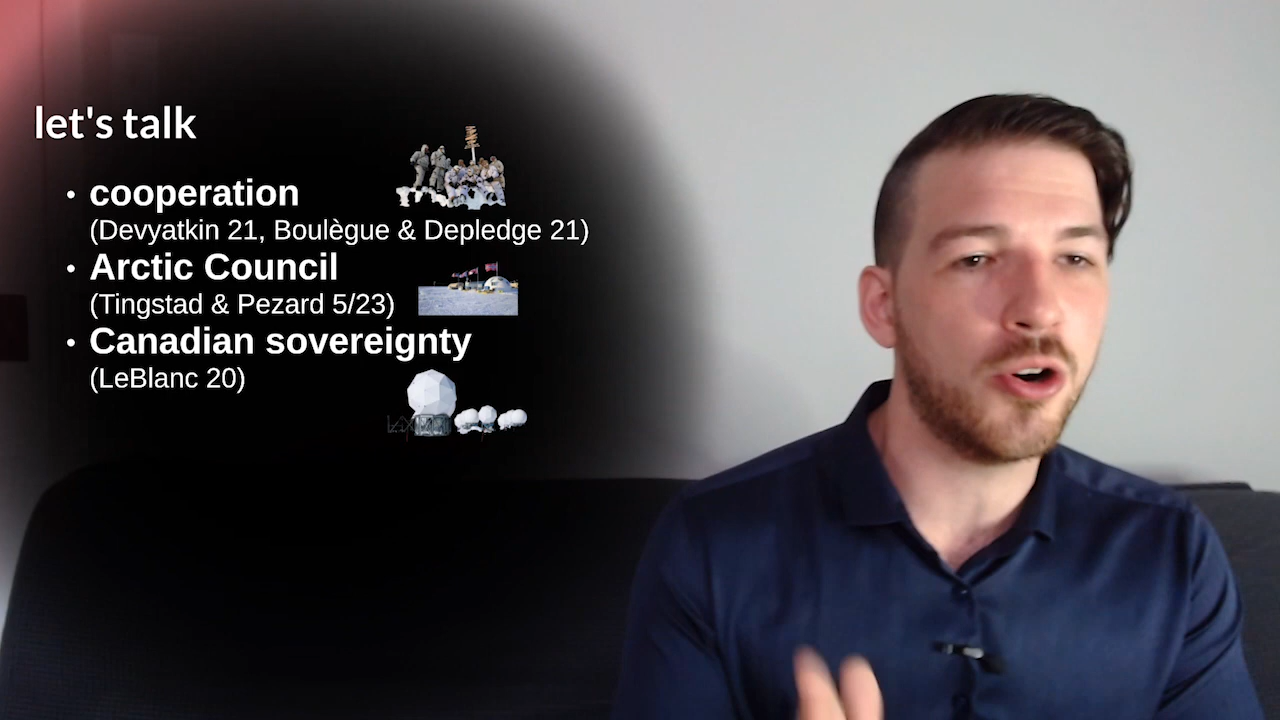 let's talk
• cooperation
(Devyatkin 21, Boulègue & Depledge 21)
• Arctic Council
(Tingstad & Pezard 5/23)
• Canadian sovereignty
(LeBlanc 20)